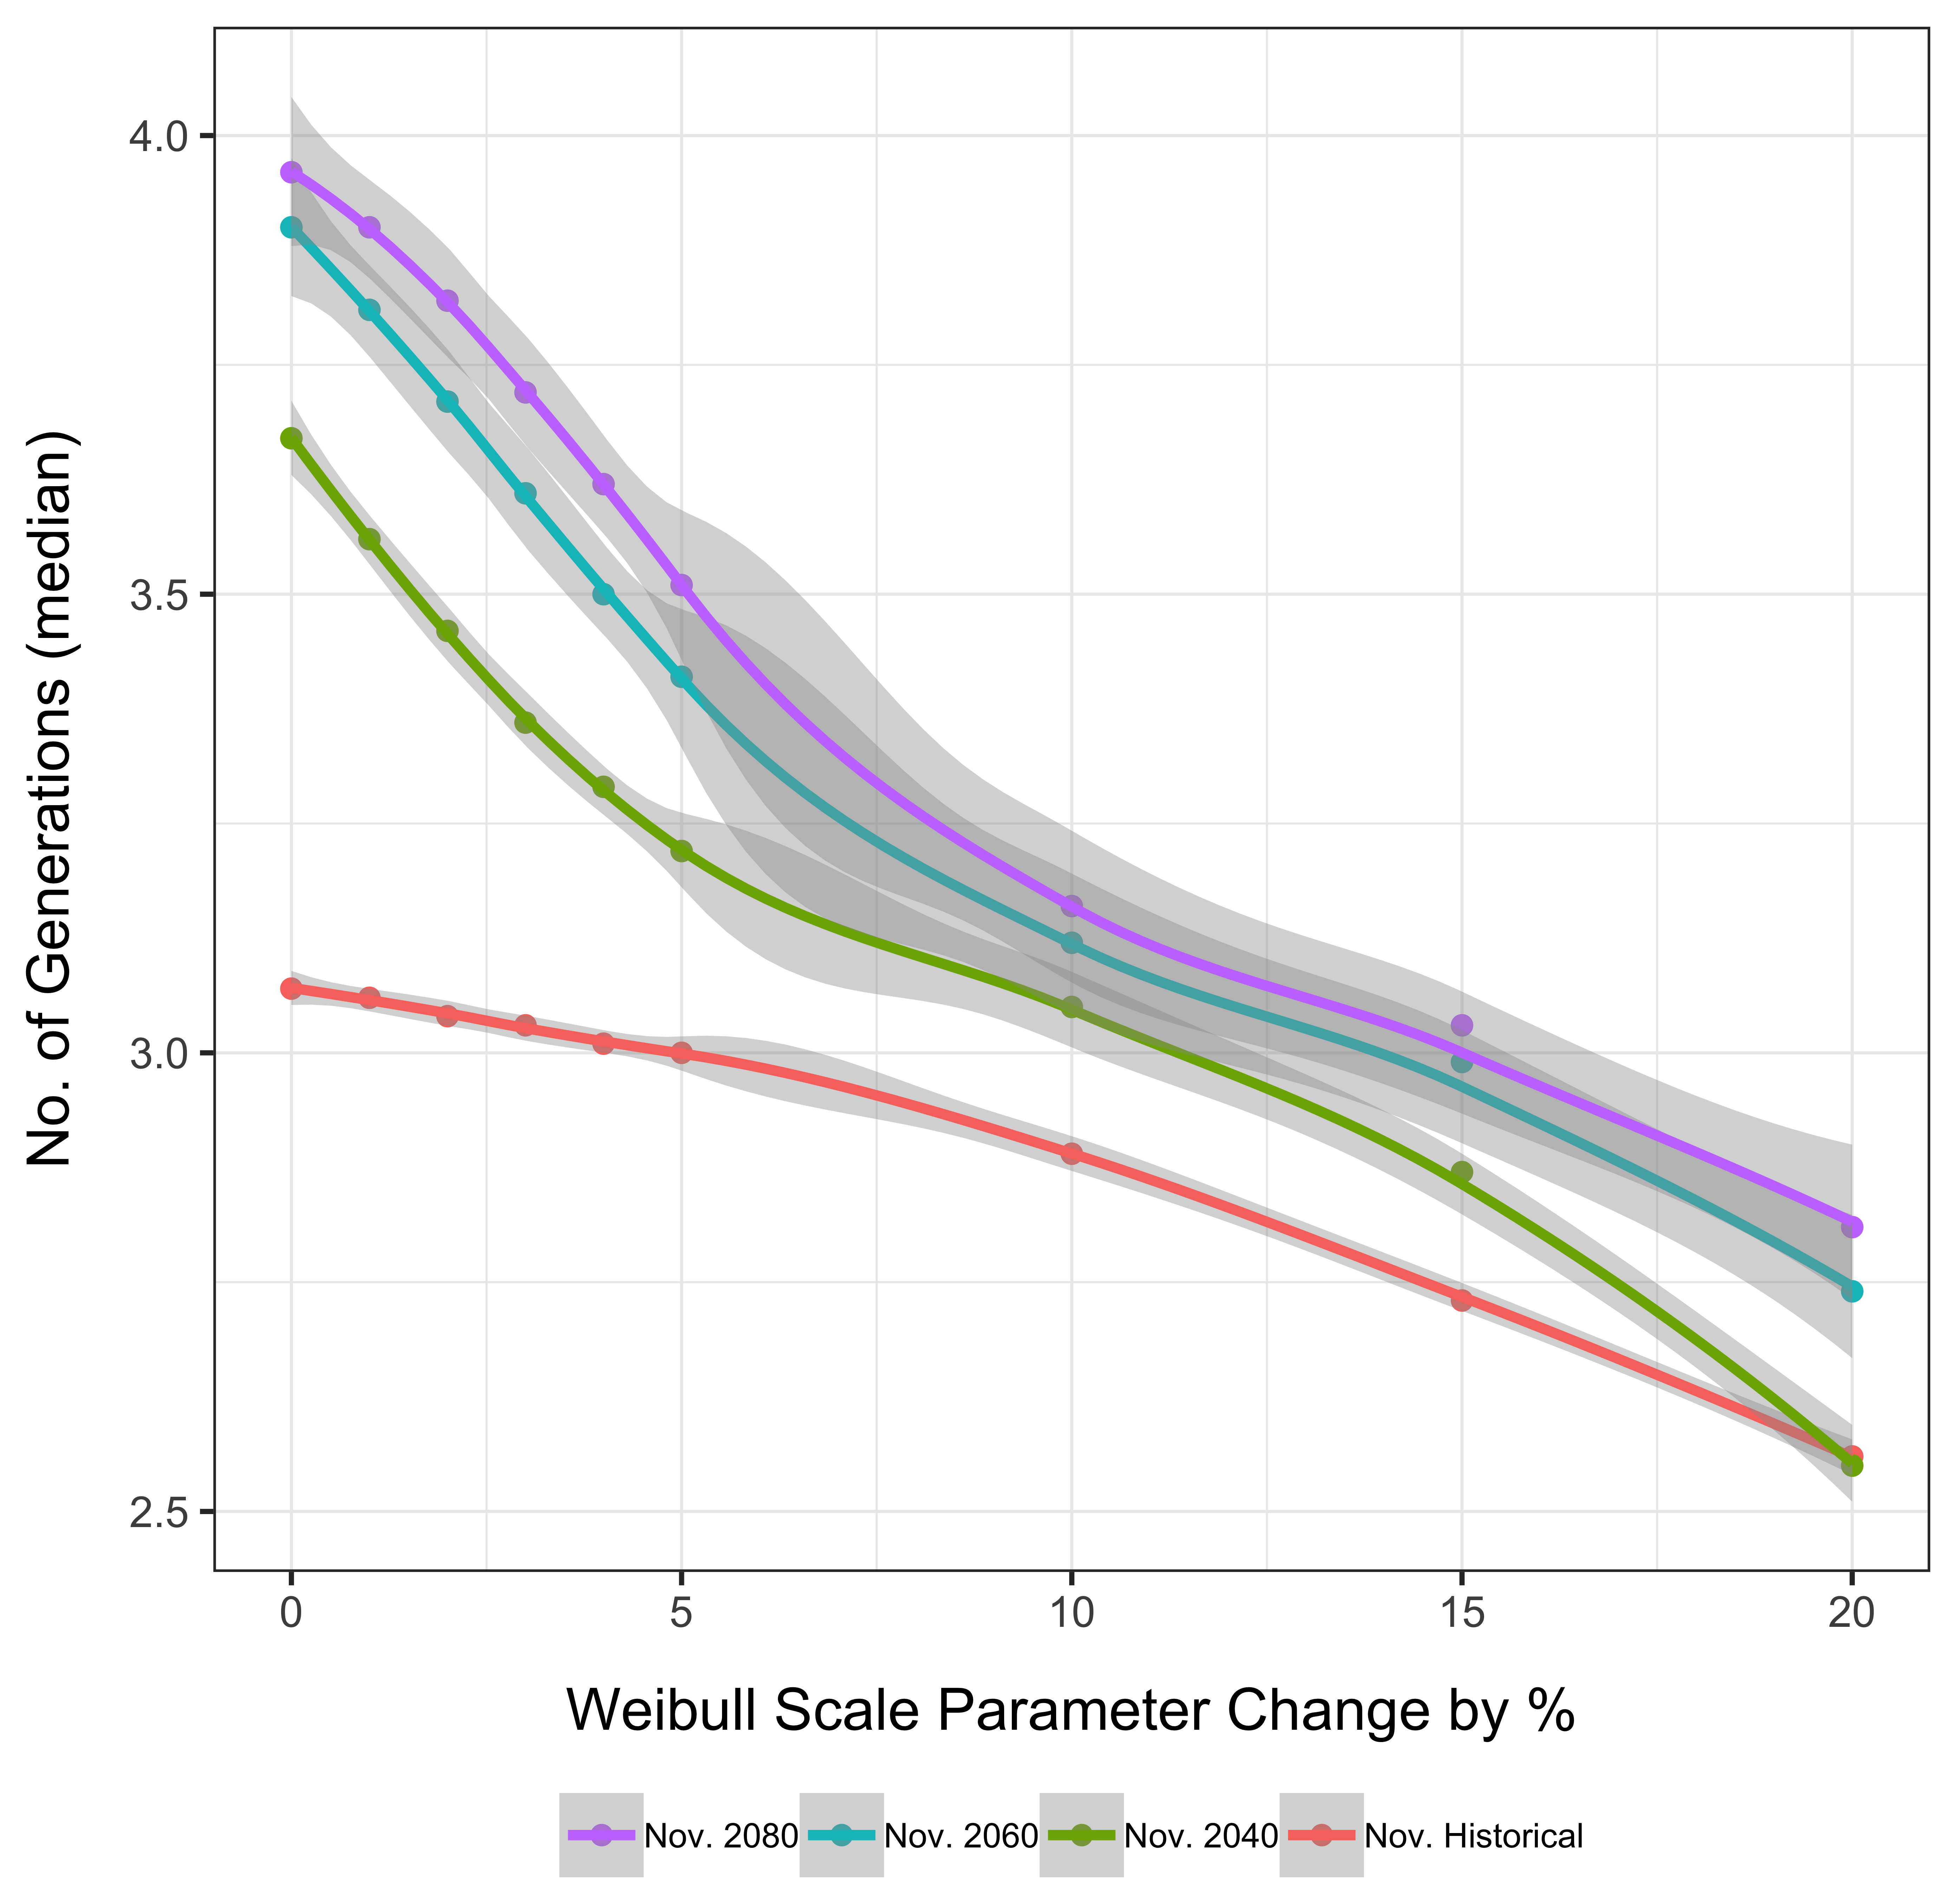 No. of Generations (median)
4.0
3.5
3.0
2.5
0 5 10 15 20
Weibull Scale Parameter Change by %
Nov. 2080 Nov. 2060 Nov. 2040 Nov. Historical